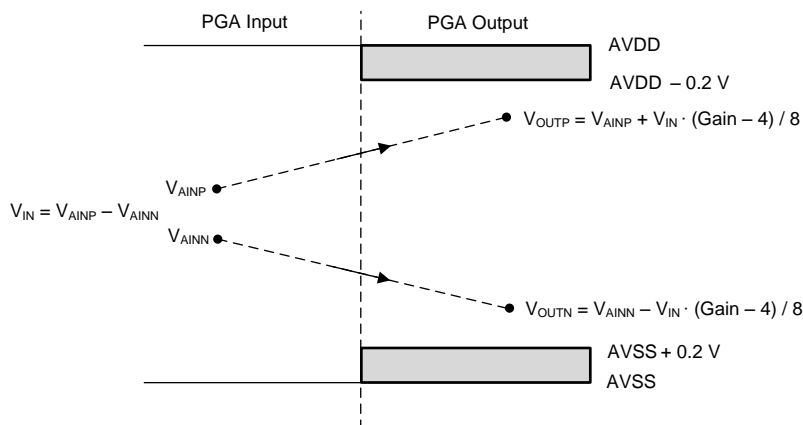 PGA Input
PGA Output
AVDD
AVDD – 0.2 V
V_OUTP = V_AINP + V_IN · (Gain – 4) / 8
V_AINP
V_IN = V_AINP – V_AINN
V_AINN
V_OUTN = V_AINN – V_IN · (Gain – 4) / 8
AVSS + 0.2 V
AVSS